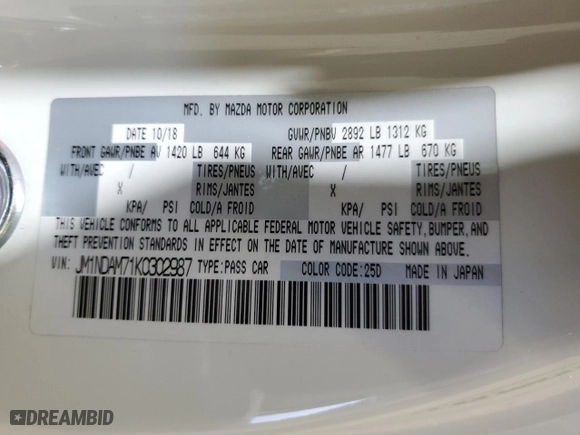 MFD. BY MAZDA MOTOR CORPORATION
DATE 10/18 GVWR/PNBV 2892 LB 1312 KG
FRONT GAWR/PNBE AV 1420 LB 644 KG REAR GAWR/PNBE AR 1477 LB 670 KG
WITH/AVEC / TIRES/PNEUS WITH/AVEC / TIRES/PNEUS
X RIMS/JANTES X RIMS/JANTES
KPA/ PSI COLD/A FROID KPA/ PSI COLD/A FROID
THIS VEHICLE CONFORMS TO ALL APPLICABLE FEDERAL MOTOR VEHICLE SAFETY, BUMPER, AND
THEFT PREVENTION STANDARDS IN EFFECT ON THE DATE OF MANUFACTURE SHOWN ABOVE.
VIN: JM1NDAM71K0302987 TYPE: PASS CAR COLOR CODE: 25D MADE IN JAPAN
DREAMBID